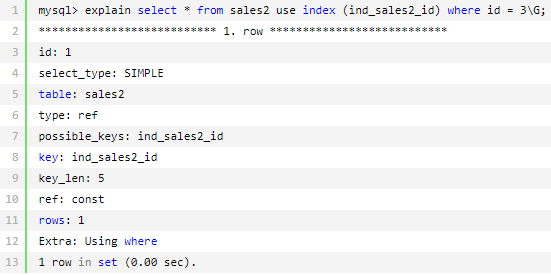 1 mysql> explain select * from sales2 use index (ind_sales2_id) where id = 3\G;
2 *************************** 1. row ***************************
3 id: 1
4 select_type: SIMPLE
5 table: sales2
6 type: ref
7 possible_keys: ind_sales2_id
8 key: ind_sales2_id
9 key_len: 5
10 ref: const
11 rows: 1
12 Extra: Using where
13 1 row in set (0.00 sec).